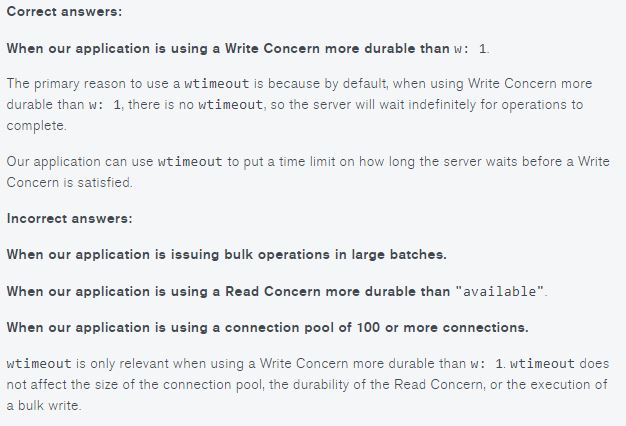 Correct answers:
When our application is using a Write Concern more durable than w: 1.
The primary reason to use a wtimeout is because by default, when using Write Concern more
durable than w: 1, there is no wtimeout, so the server will wait indefinitely for operations to
complete.
Our application can use wtimeout to put a time limit on how long the server waits before a Write
Concern is satisfied.
Incorrect answers:
When our application is issuing bulk operations in large batches.
When our application is using a Read Concern more durable than "available".
When our application is using a connection pool of 100 or more connections.
wtimeout is only relevant when using a Write Concern more durable than w: 1. wtimeout does
not affect the size of the connection pool, the durability of the Read Concern, or the execution of
a bulk write.